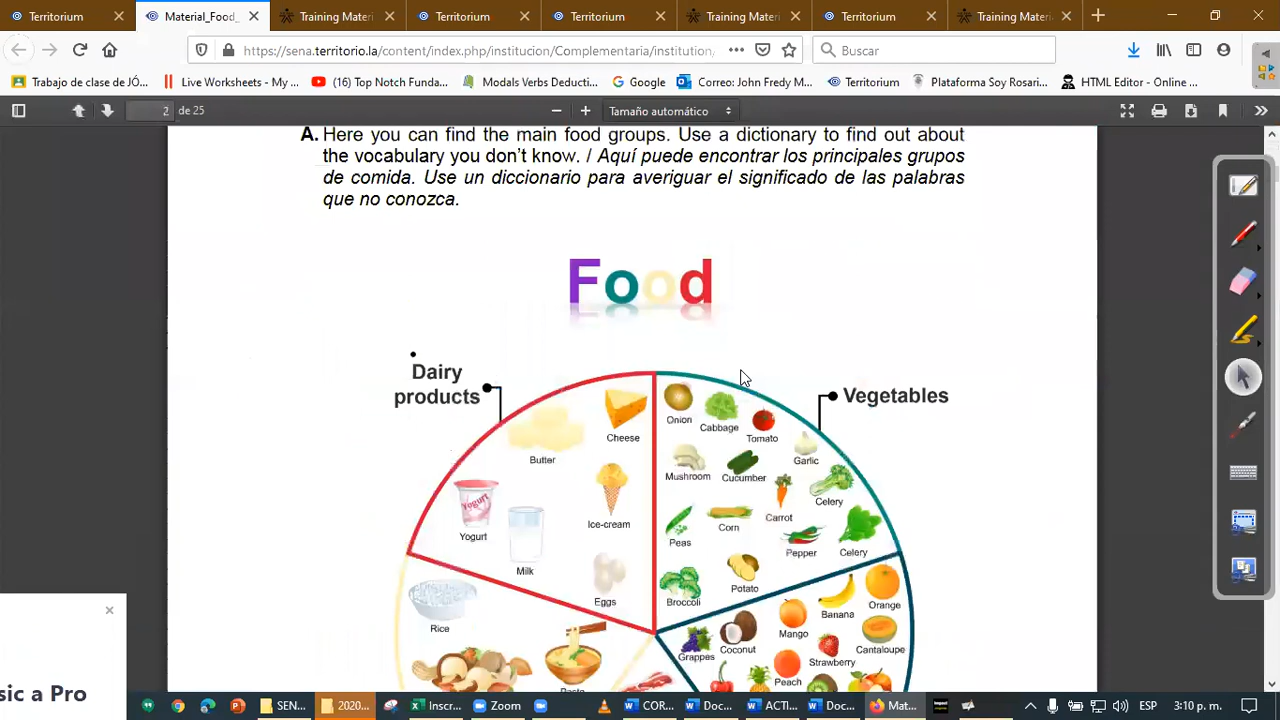 Territorium
Material_Food_
Training Materi
Territorium
Territorium
Training Materi
Territorium
Training Materi
https://sena.territorio.la/content/index.php/institucion/Complementaria/institution/
Buscar
Trabajo de clase de JÓ...
Live Worksheets - My ...
(16) Top Notch Funda...
Modals Verbs Deducti...
Google
Correo: John Fredy M...
Territorium
Plataforma Soy Rosari...
HTML Editor - Online ...
2 de 25
Tamaño automático
A. Here you can find the main food groups. Use a dictionary to find out about
the vocabulary you don't know. / Aquí puede encontrar los principales grupos
de comida. Use un diccionario para averiguar el significado de las palabras
que no conozca.
Food
Dairy
products
Vegetables
Cheese
Butter
Yogurt
Yogurt
Ice-cream
Milk
Eggs
Onion
Cabbage
Tomato
Garlic
Mushroom
Cucumber
Celery
Carrot
Corn
Peas
Pepper
Celery
Potato
Broccoli
Rice
Pasta
Banana
Orange
Mango
Coconut
Grappes
Cantaloupe
Strawberry
Peach
sic a Pro
SEN...
2020...
Inscr...
Zoom
COR...
Doc...
ACTI...
Doc...
Mat...
ESP
3:10 p. m.